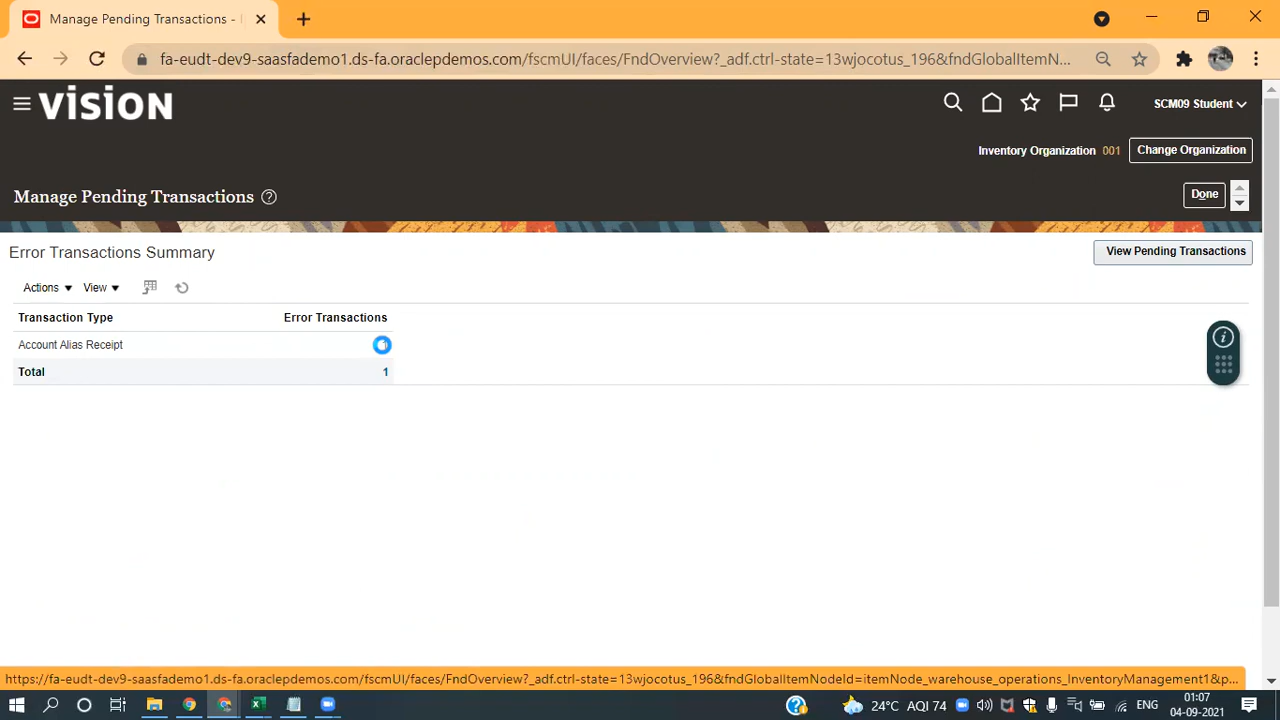 Manage Pending Transactions -
fa-eudt-dev9-saasfademo1.ds-fa.oraclepdemos.com/fscmUI/faces/FndOverview?_adf.ctrl-state=13wjocotus_196&fndGlobalItemN...
VISION
SCM09 Student
Inventory Organization 001 Change Organization
Manage Pending Transactions ?
Done
Error Transactions Summary
View Pending Transactions
Actions View
Transaction Type Error Transactions
Account Alias Receipt
Total 1
https://fa-eudt-dev9-saasfademo1.ds-fa.oraclepdemos.com/fscmUI/faces/FndOverview?_adf.ctrl-state=13wjocotus_196&fndGlobalItemNodeId=itemNode_warehouse_operations_InventoryManagement1&p...
24°C AQI 74 ENG
01:07
04-09-2021